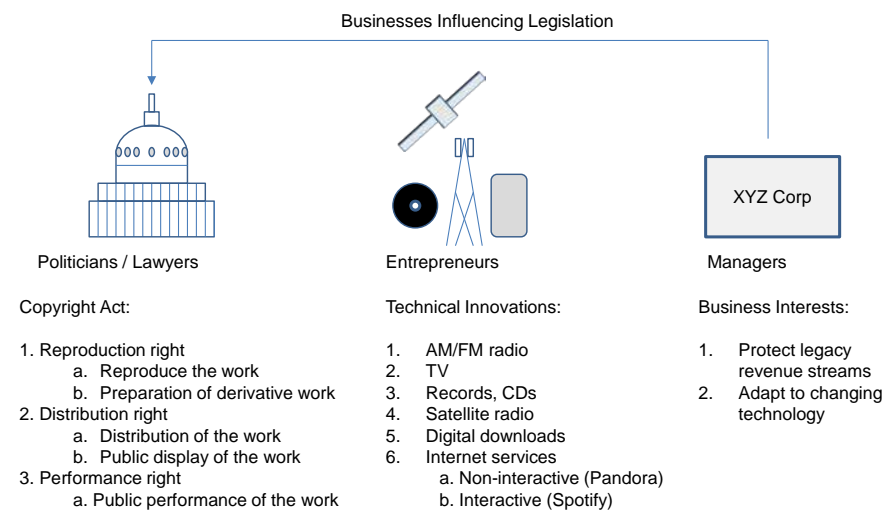 Businesses Influencing Legislation
XYZ Corp
Politicians / Lawyers
Copyright Act:
1. Reproduction right
a. Reproduce the work
b. Preparation of derivative work
2. Distribution right
a. Distribution of the work
b. Public display of the work
3. Performance right
a. Public performance of the work
Entrepreneurs
Technical Innovations:
1. AM/FM radio
2. TV
3. Records, CDs
4. Satellite radio
5. Digital downloads
6. Internet services
a. Non-interactive (Pandora)
b. Interactive (Spotify)
Managers
Business Interests:
1. Protect legacy
revenue streams
2. Adapt to changing
technology